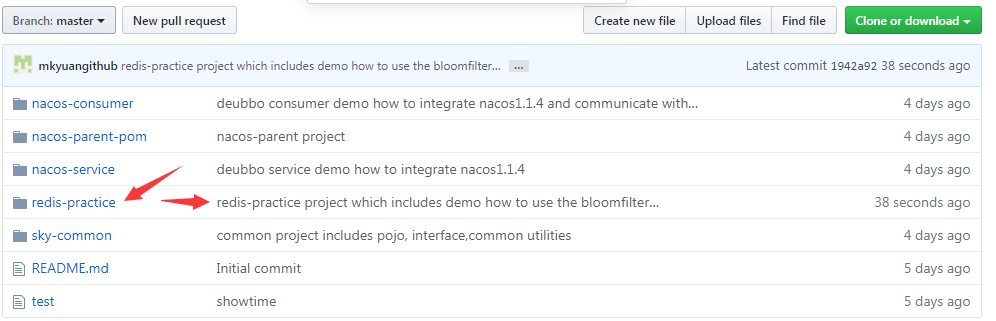 Branch: master New pull request Create new file Upload files Find file Clone or download
mkyuangithub redis-practice project which includes demo how to use the bloomfilter... ... Latest commit 1942a92 38 seconds ago
nacos-consumer deubbo consumer demo how to integrate nacos1.1.4 and communicate with... 4 days ago
nacos-parent-pom nacos-parent project 4 days ago
nacos-service deubbo service demo how to integrate nacos1.1.4 4 days ago
redis-practice redis-practice project which includes demo how to use the bloomfilter... 38 seconds ago
sky-common common project includes pojo, interface,common utilities 4 days ago
README.md Initial commit 5 days ago
test showtime 5 days ago